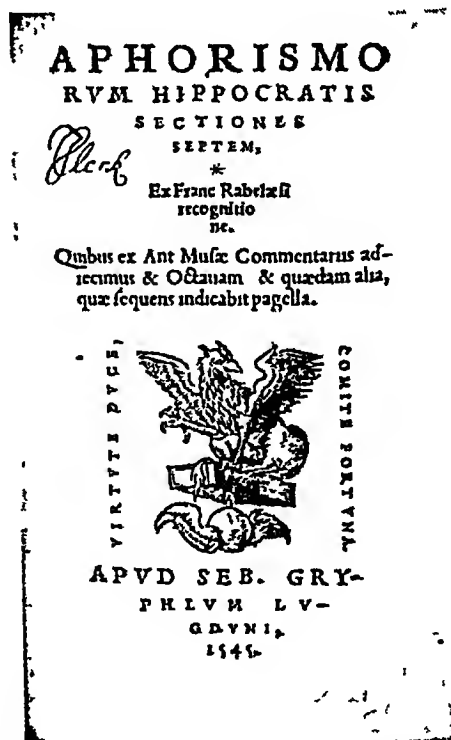 APHORISMO
RVM HIPPOCRATIS
SECTIONES
SEPTEM,
*
Ex Franc Rabelæsi
recognitio
ne.
Quibus ex Ant Musæ Commentariis ad-
iecimus & Octauam & quædam alia,
quæ sequens indicabit pagella.
VIRTVTE DVCE,
COMITE FORTVNA.
APVD SEB. GRY-
PHIVM LV-
GDVNI,
1545.